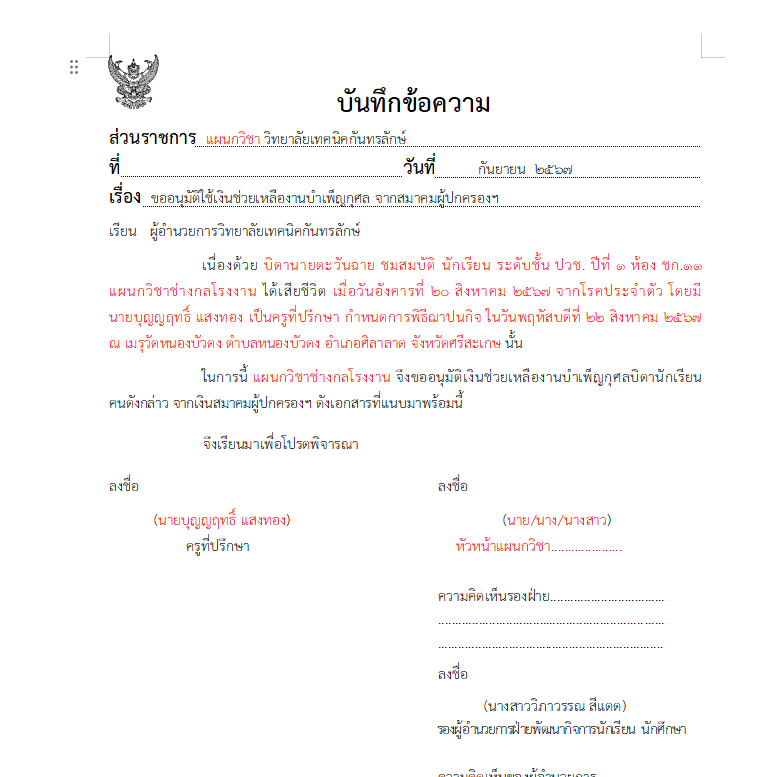 บันทึกข้อความ
ส่วนราชการ แผนกวิชา วิทยาลัยเทคนิคกันทรลักษ์
ที่ วันที่ กันยายน ๒๕๖๗
เรื่อง ขออนุมัติใช้เงินช่วยเหลืองานบำเพ็ญกุศล จากสมาคมผู้ปกครองฯ
เรียน ผู้อำนวยการวิทยาลัยเทคนิคกันทรลักษ์
เนื่องด้วย บิดานายตะวันฉาย ชมสมบัติ นักเรียน ระดับชั้น ปวช. ปีที่ ๑ ห้อง ชก.๑๑
แผนกวิชาช่างกลโรงงาน ได้เสียชีวิต เมื่อวันอังคารที่ ๒๐ สิงหาคม ๒๕๖๗ จากโรคประจำตัว โดยมี
นายบุญญฤทธิ์ แสงทอง เป็นครูที่ปรึกษา กำหนดการพิธีฌาปนกิจ ในวันพฤหัสบดีที่ ๒๒ สิงหาคม ๒๕๖๗
ณ เมรุวัดหนองบัวดง ตำบลหนองบัวดง อำเภอศิลาลาด จังหวัดศรีสะเกษ นั้น
ในการนี้ แผนกวิชาช่างกลโรงงาน จึงขออนุมัติเงินช่วยเหลืองานบำเพ็ญกุศลบิดานักเรียน
คนดังกล่าว จากเงินสมาคมผู้ปกครองฯ ดังเอกสารที่แนบมาพร้อมนี้
จึงเรียนมาเพื่อโปรดพิจารณา
ลงชื่อ ลงชื่อ
(นายบุญญฤทธิ์ แสงทอง) (นาย/นาง/นางสาว)
ครูที่ปรึกษา หัวหน้าแผนกวิชา.....................
ความคิดเห็นรองฝ่าย..................................
....................................................................
....................................................................
ลงชื่อ
(นางสาววิภาวรรณ สีแดด)
รองผู้อำนวยการฝ่ายพัฒนากิจการนักเรียน นักศึกษา
ความคิดเห็นของผู้อำนวยการ